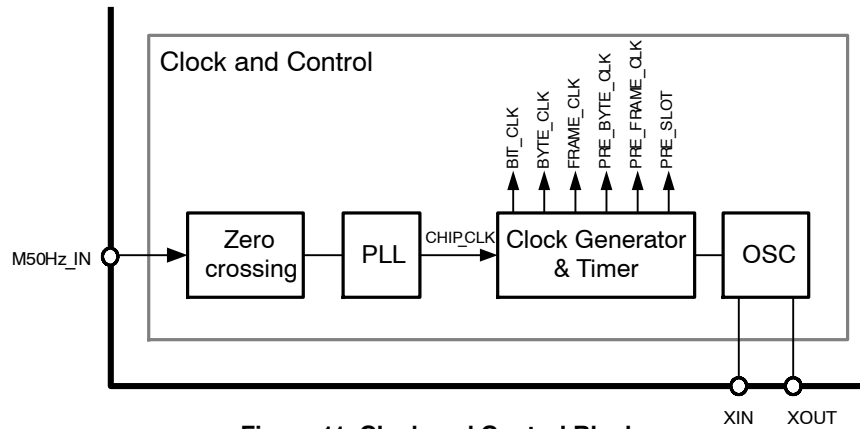 Clock and Control
BIT_CLK
BYTE_CLK
FRAME_CLK
PRE_BYTE_CLK
PRE_FRAME_CLK
PRE_SLOT
M50Hz_IN
Zero
crossing
PLL
CHIP_CLK
Clock Generator
& Timer
OSC
XIN
XOUT